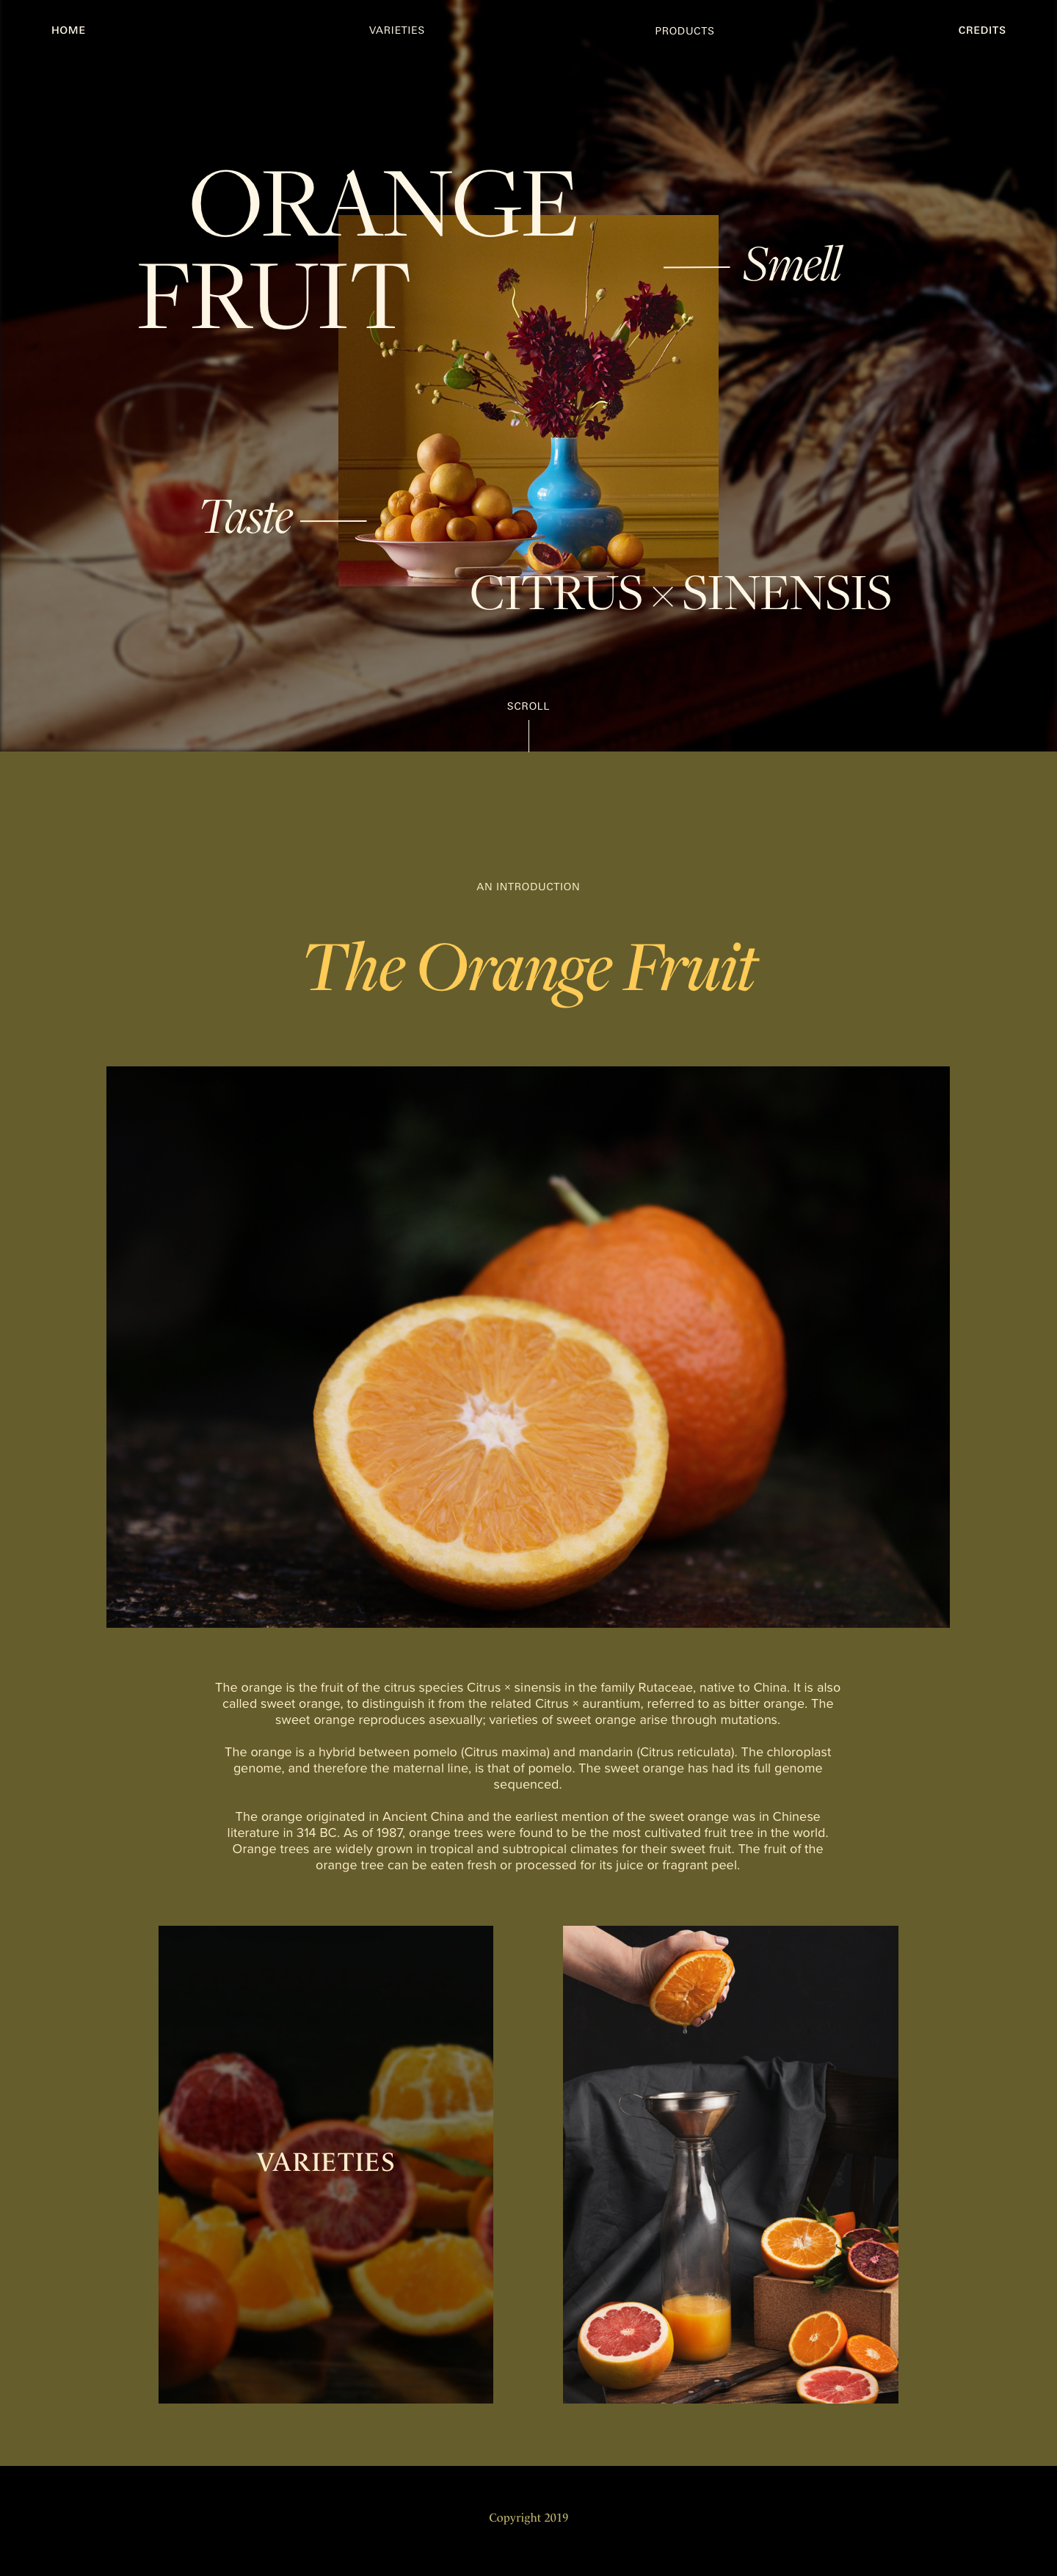 HOME
VARIETIES
PRODUCTS
CREDITS
ORANGE
FRUIT
Smell
Taste
CITRUS × SINENSIS
SCROLL
AN INTRODUCTION
The Orange Fruit
The orange is the fruit of the citrus species Citrus × sinensis in the family Rutaceae, native to China. It is also
called sweet orange, to distinguish it from the related Citrus × aurantium, referred to as bitter orange. The
sweet orange reproduces asexually; varieties of sweet orange arise through mutations.
The orange is a hybrid between pomelo (Citrus maxima) and mandarin (Citrus reticulata). The chloroplast
genome, and therefore the maternal line, is that of pomelo. The sweet orange has had its full genome
sequenced.
The orange originated in Ancient China and the earliest mention of the sweet orange was in Chinese
literature in 314 BC. As of 1987, orange trees were found to be the most cultivated fruit tree in the world.
Orange trees are widely grown in tropical and subtropical climates for their sweet fruit. The fruit of the
orange tree can be eaten fresh or processed for its juice or fragrant peel.
VARIETIES
Copyright 2019